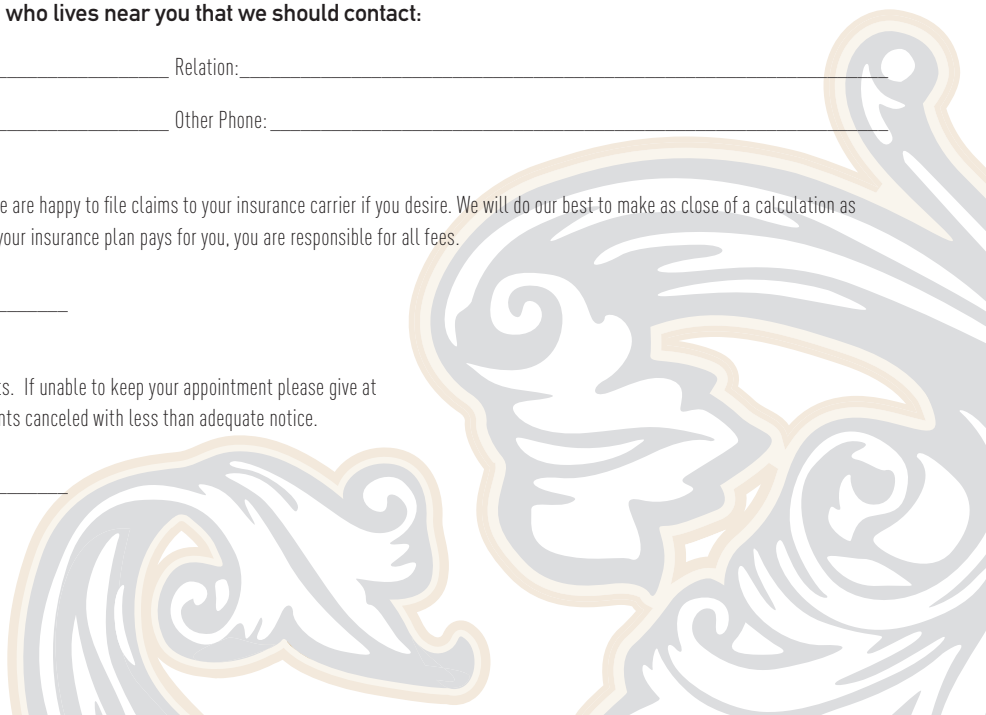 who lives near you that we should contact:
Relation:
Other Phone:
e are happy to file claims to your insurance carrier if you desire. We will do our best to make as close of a calculation as
your insurance plan pays for you, you are responsible for all fees.
ts. If unable to keep your appointment please give at
nts canceled with less than adequate notice.